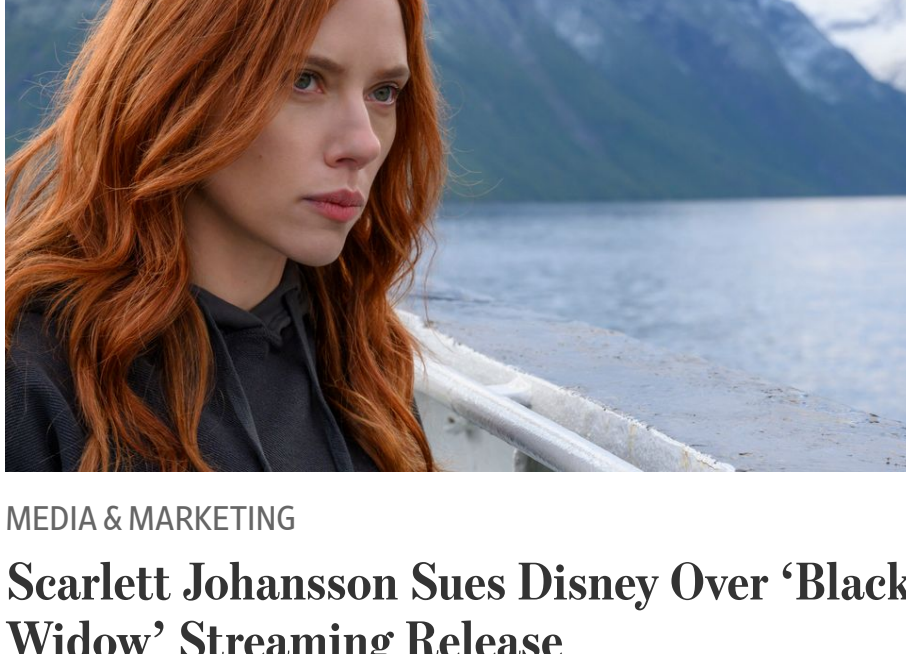 MEDIA & MARKETING
Scarlett Johansson Sues Disney Over ‘Black
Widow’ Streaming Release